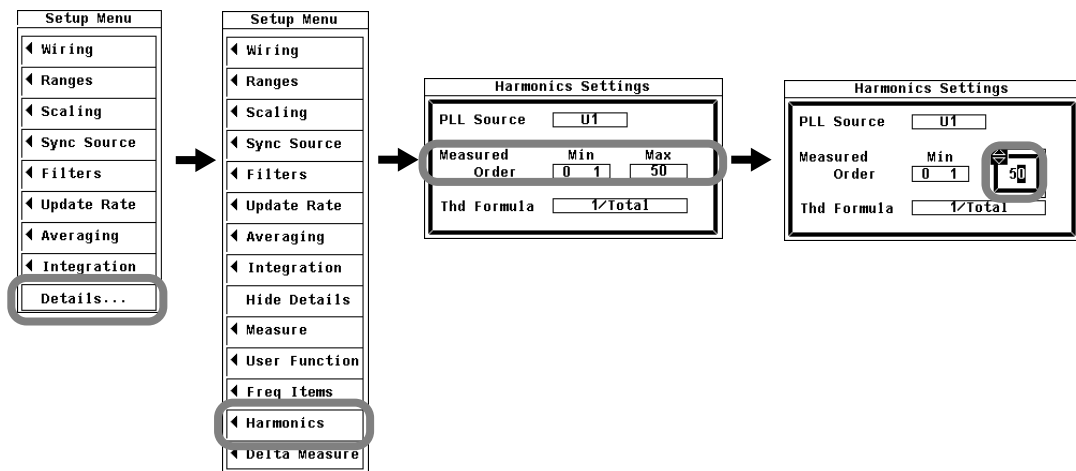 Setup Menu
Wiring
Ranges
Scaling
Sync Source
Filters
Update Rate
Averaging
Integration
Details...
Setup Menu
Wiring
Ranges
Scaling
Sync Source
Filters
Update Rate
Averaging
Integration
Hide Details
Measure
User Function
Freq Items
Harmonics
Delta Measure
Harmonics Settings
PLL Source U1
Measured Min Max
Order 0 1 50
Thd Formula 1/Total
Harmonics Settings
PLL Source U1
Measured Min
Order 0 1 50
Thd Formula 1/Total